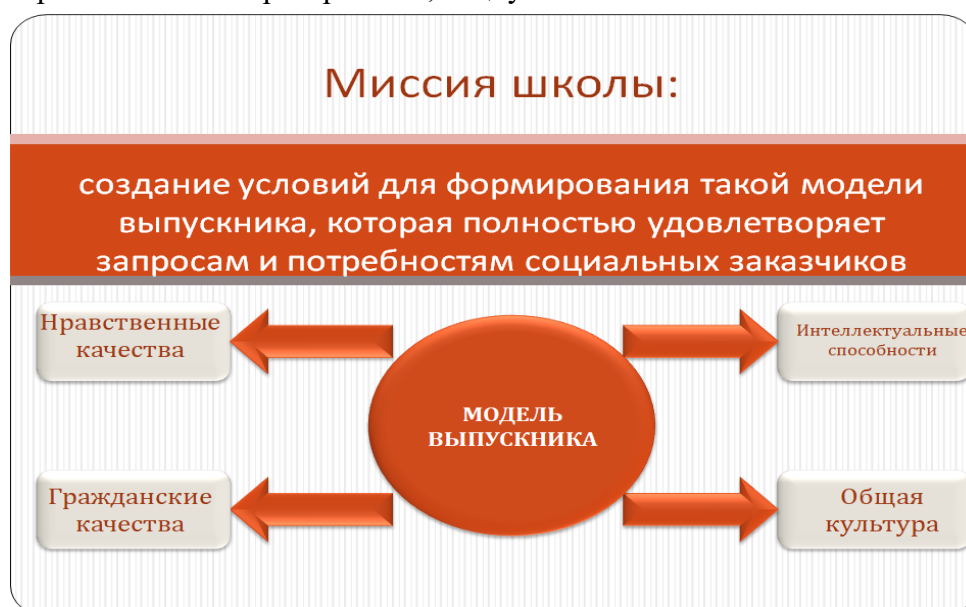 Миссия школы:
создание условий для формирования такой модели
выпускника, которая полностью удовлетворяет
запросам и потребностям социальных заказчиков
Нравственные
качества
Интеллектуальные
способности
МОДЕЛЬ
ВЫПУСКНИКА
Гражданские
качества
Общая
культура